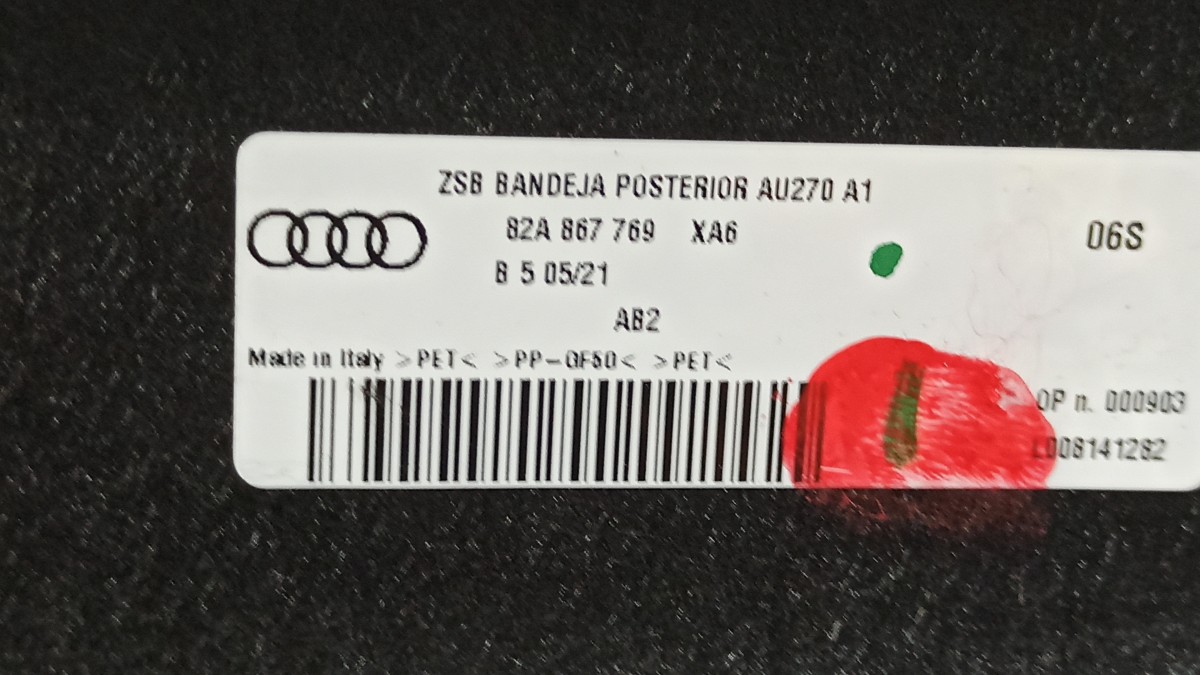 ZSB BANDEJA POSTERIOR AU270 A1
82A 867 769 XA6
06S
B 5 05/21
AB2
Made in Italy >PET< >PP-GF50< >PET<
OP n. 000903
L008141282